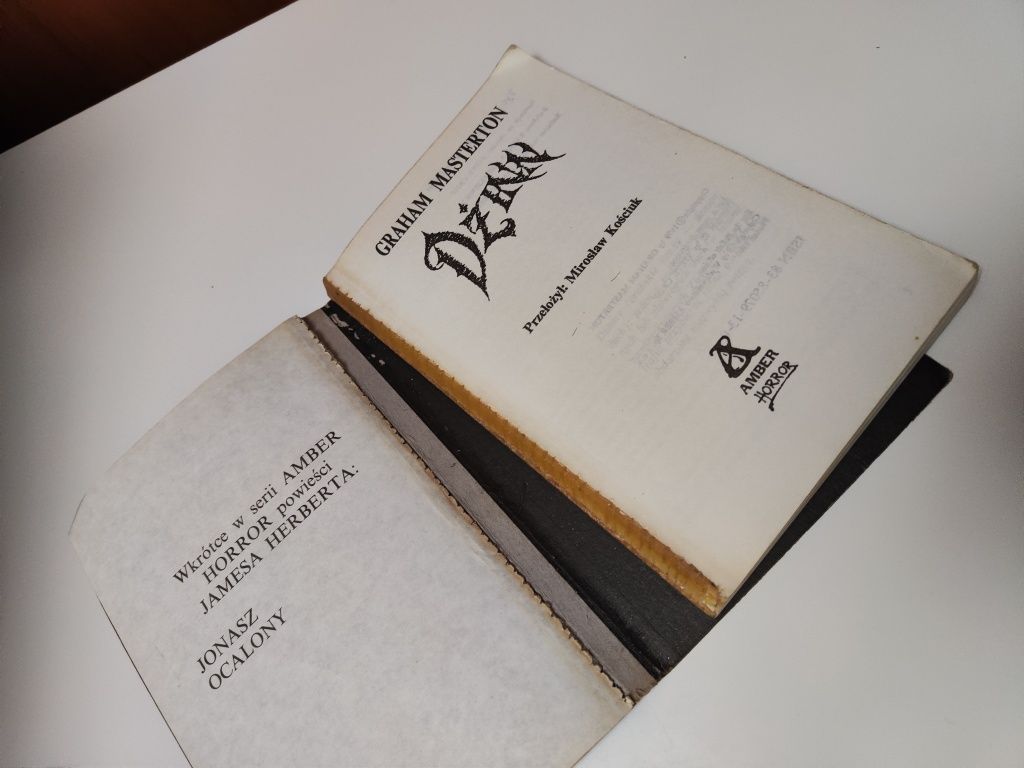 GRAHAM MASTERTON
DŻINN
Przełożył: Mirosław Kościuk
AMBER
HORROR
Wkrótce w serii AMBER
HORROR powieści
JAMESA HERBERTA:
JONASZ
OCALONY